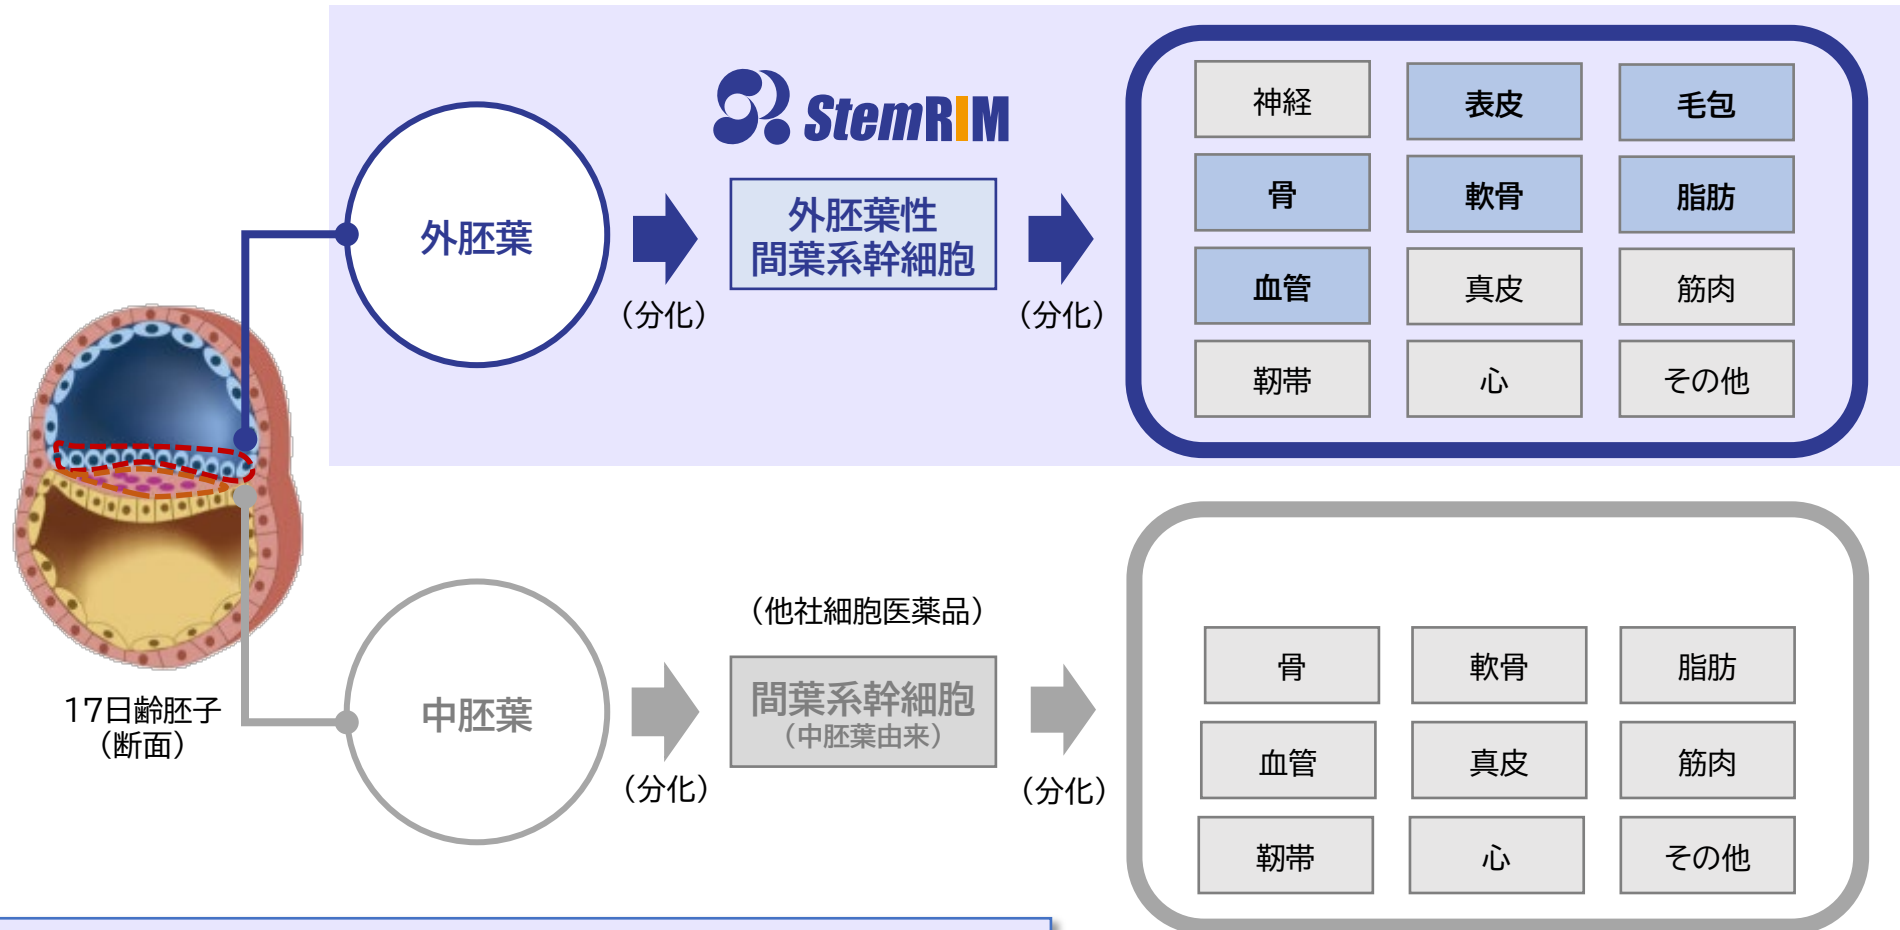 StemRIM
外胚葉
外胚葉性
間葉系幹細胞
（分化）
（分化）
神経
表皮
毛包
骨
軟骨
脂肪
血管
真皮
筋肉
靭帯
心
その他
17日齢胚子
（断面）
中胚葉
（他社細胞医薬品）
間葉系幹細胞
（中胚葉由来）
（分化）
（分化）
骨
軟骨
脂肪
血管
真皮
筋肉
靭帯
心
その他